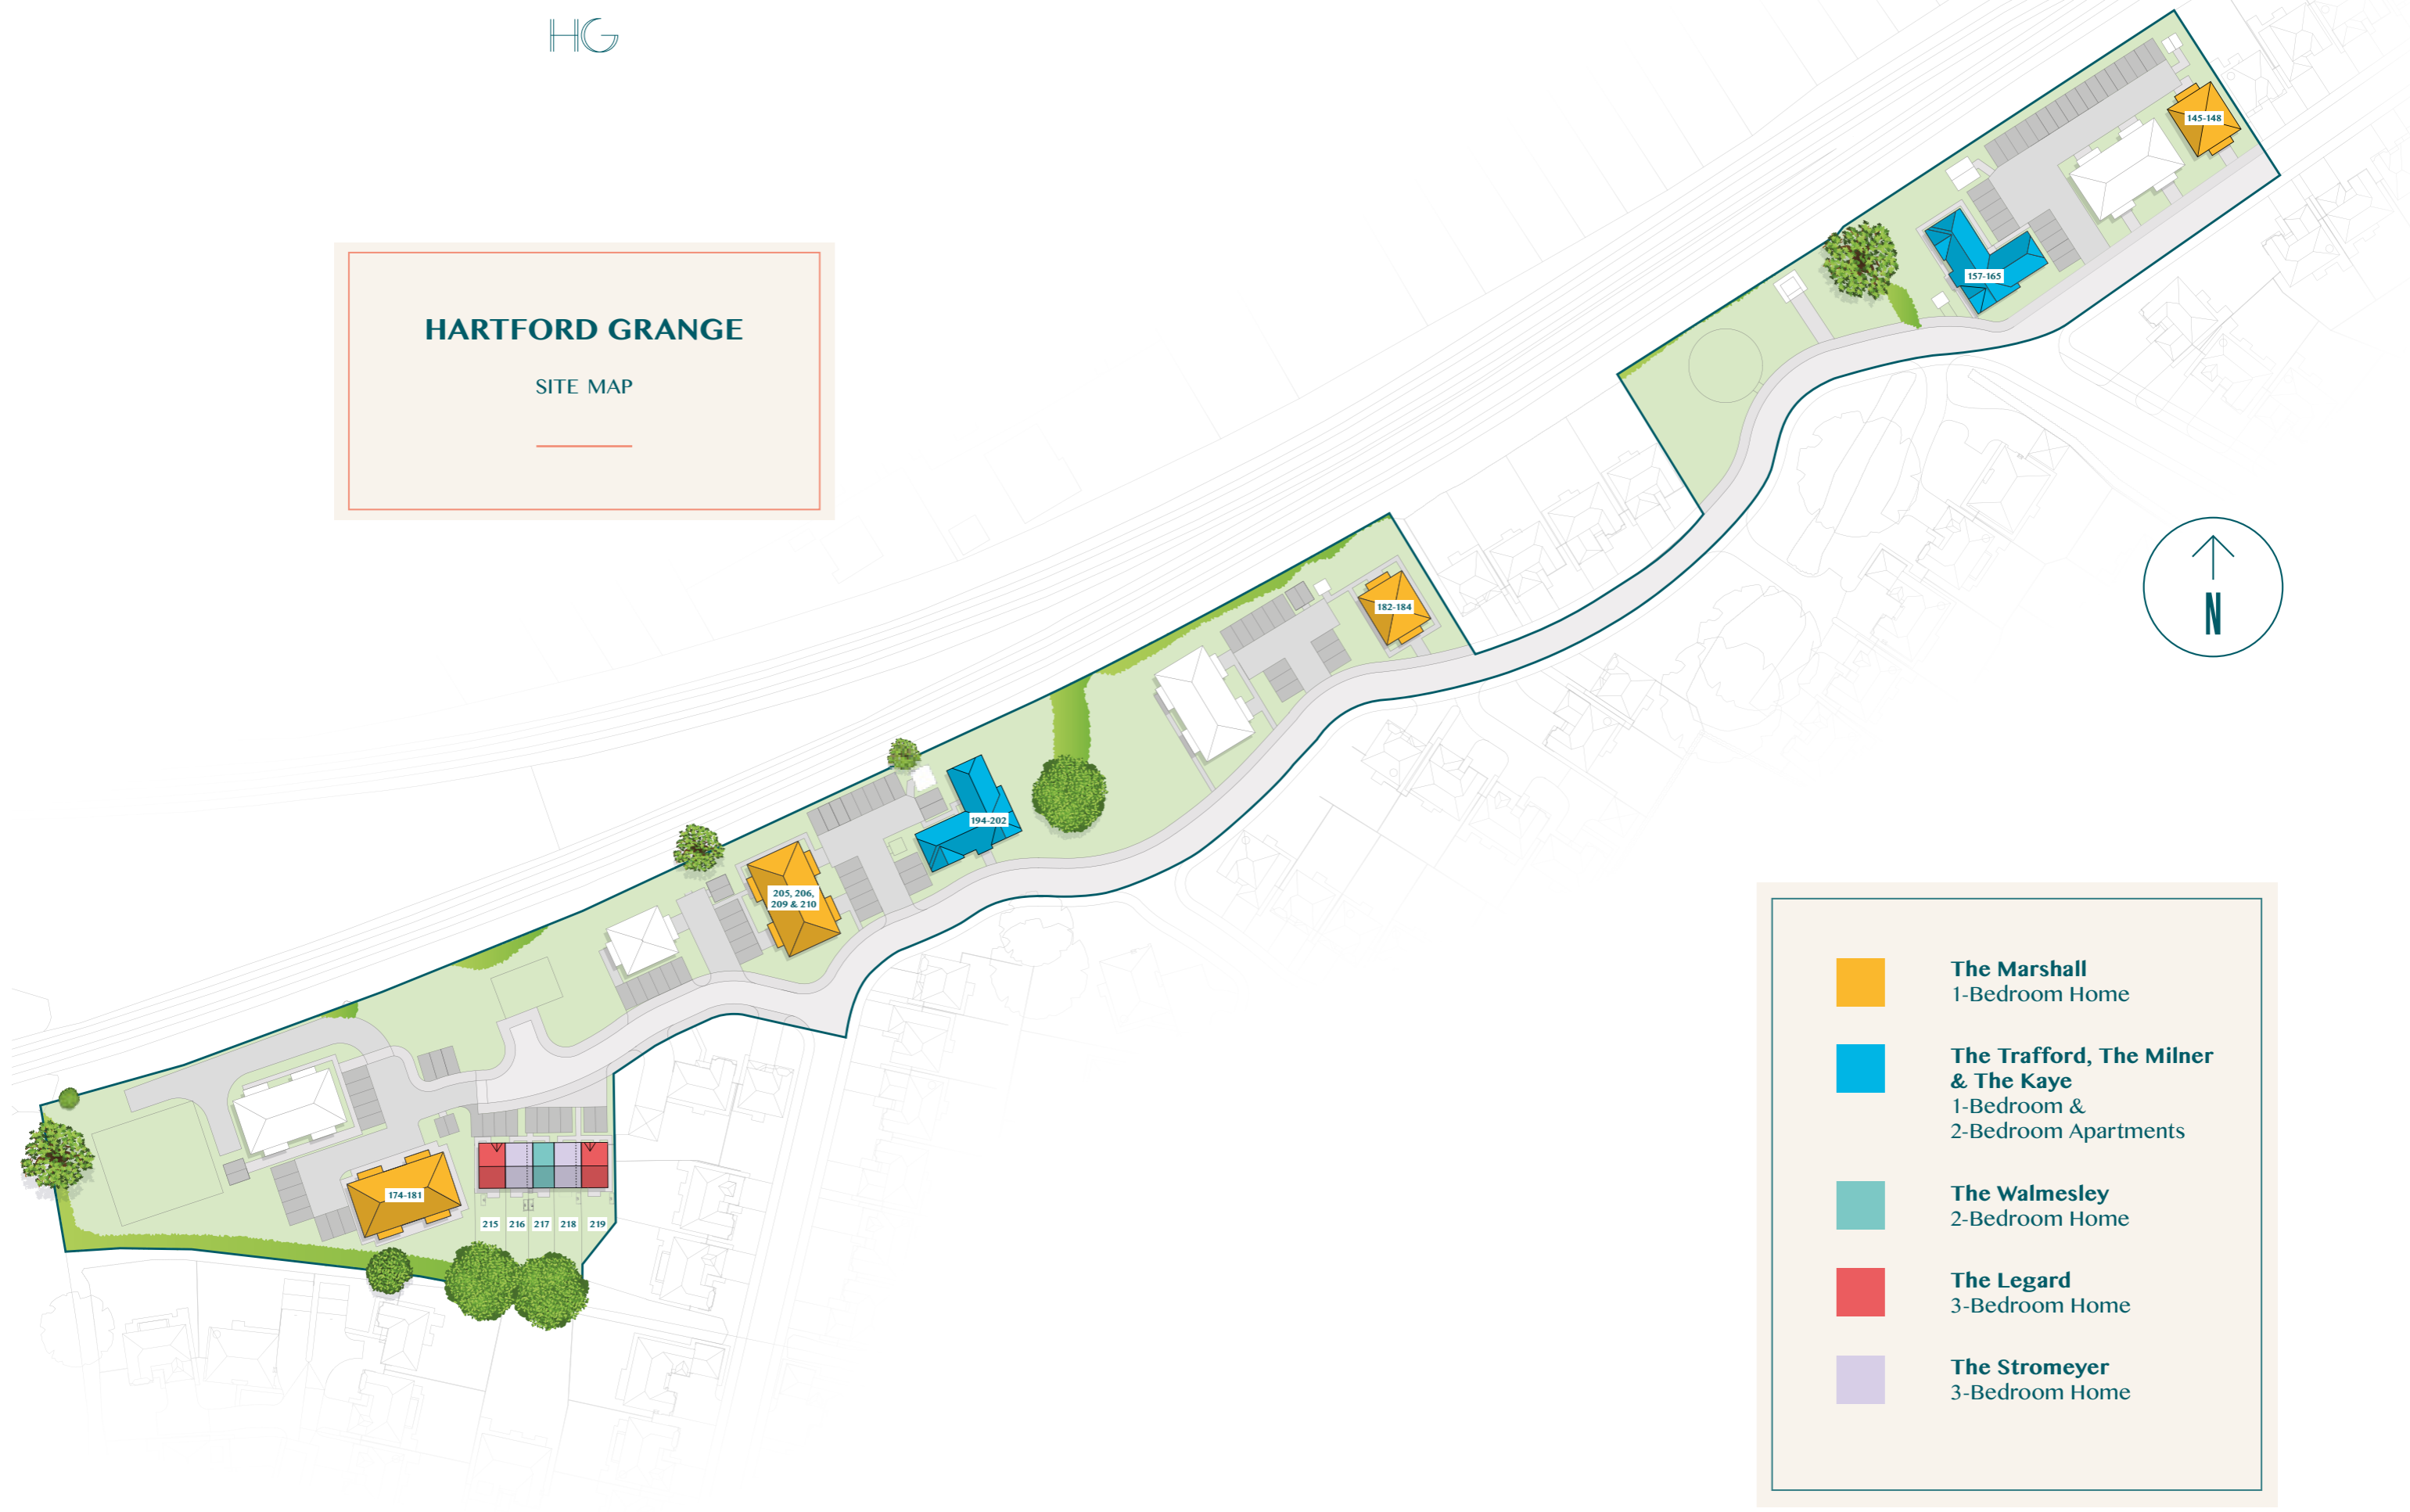 HG
HARTFORD GRANGE
SITE MAP
145-148
157-165
182-184
N
194-202
205, 206,
209 & 210
174-181
215 216 217 218 219
The Marshall
1-Bedroom Home
The Trafford, The Milner
& The Kaye
1-Bedroom &
2-Bedroom Apartments
The Walmesley
2-Bedroom Home
The Legard
3-Bedroom Home
The Stromeyer
3-Bedroom Home